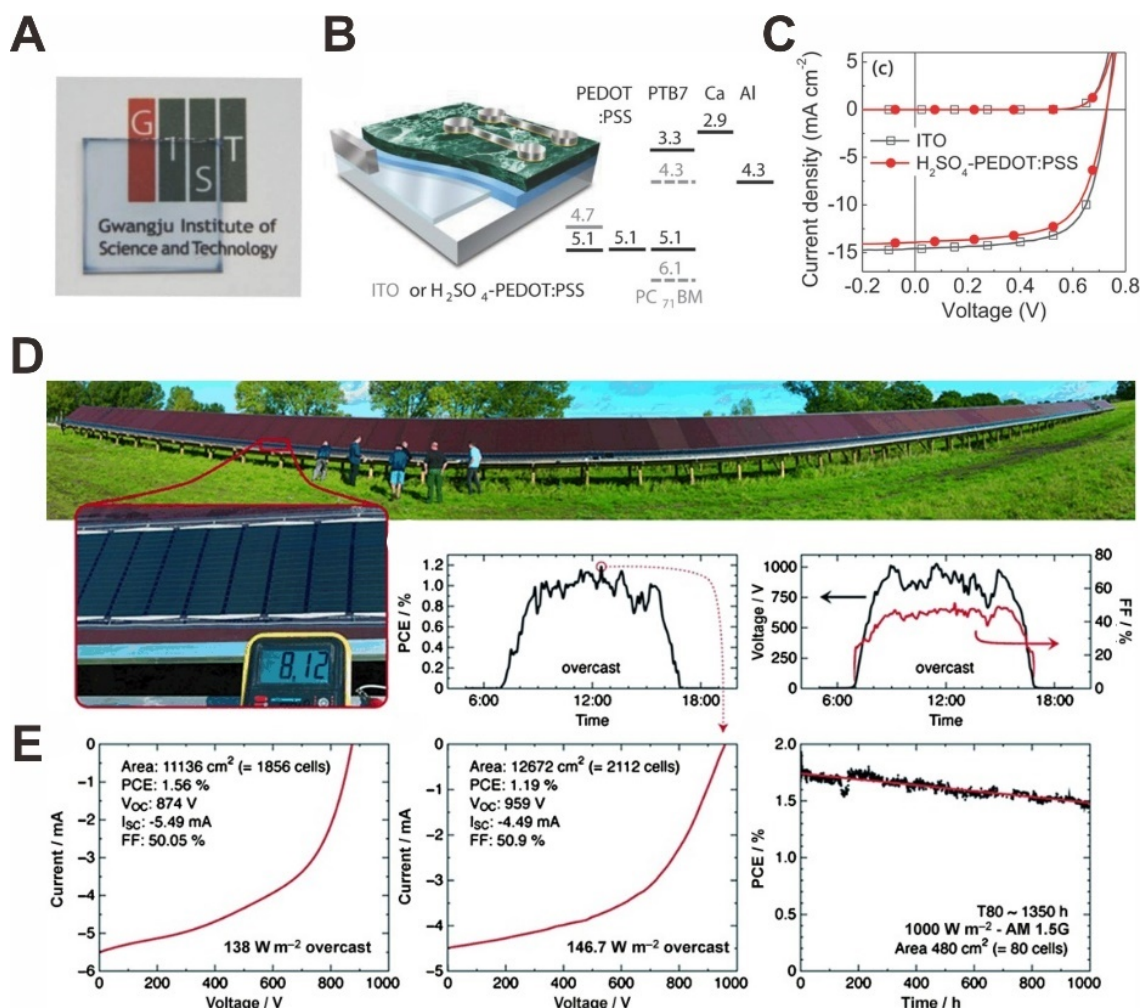 A
G
I
S
T
Gwangju Institute of
Science and Technology
B
PEDOT
:PSS
PTB7
Ca
Al
2.9
3.3
4.3
4.3
4.7
5.1
5.1
5.1
6.1
PC71BM
ITO or H2SO4-PEDOT:PSS
C
(c)
Current density (mA cm-2)
5
0
-5
-10
-15
ITO
H2SO4-PEDOT:PSS
-0.2
0.0
0.2
0.4
0.6
0.8
Voltage (V)
D
8,12
PCE / %
1.2
1.0
0.8
0.6
0.4
0.2
0
overcast
6:00
12:00
18:00
Time
Voltage / V
1000
750
500
250
0
80
60
40
20
0
FF / %
overcast
6:00
12:00
18:00
Time
E
Current / mA
0
–1
–2
–3
–4
–5
–6
Area: 11136 cm2 (= 1856 cells)
PCE: 1.56 %
VOC: 874 V
ISC: -5.49 mA
FF: 50.05 %
138 W m–2 overcast
0
200
400
600
800
1000
Voltage / V
Current / mA
0
–1
–2
–3
–4
–5
Area: 12672 cm2 (= 2112 cells)
PCE: 1.19 %
VOC: 959 V
ISC: -4.49 mA
FF: 50.9 %
146.7 W m–2 overcast
0
200
400
600
800
1000
Voltage / V
PCE / %
2.0
1.5
1.0
0.5
0
T80 ~ 1350 h
1000 W m–2 - AM 1.5G
Area 480 cm2 (= 80 cells)
0
200
400
600
800
1000
Time / h